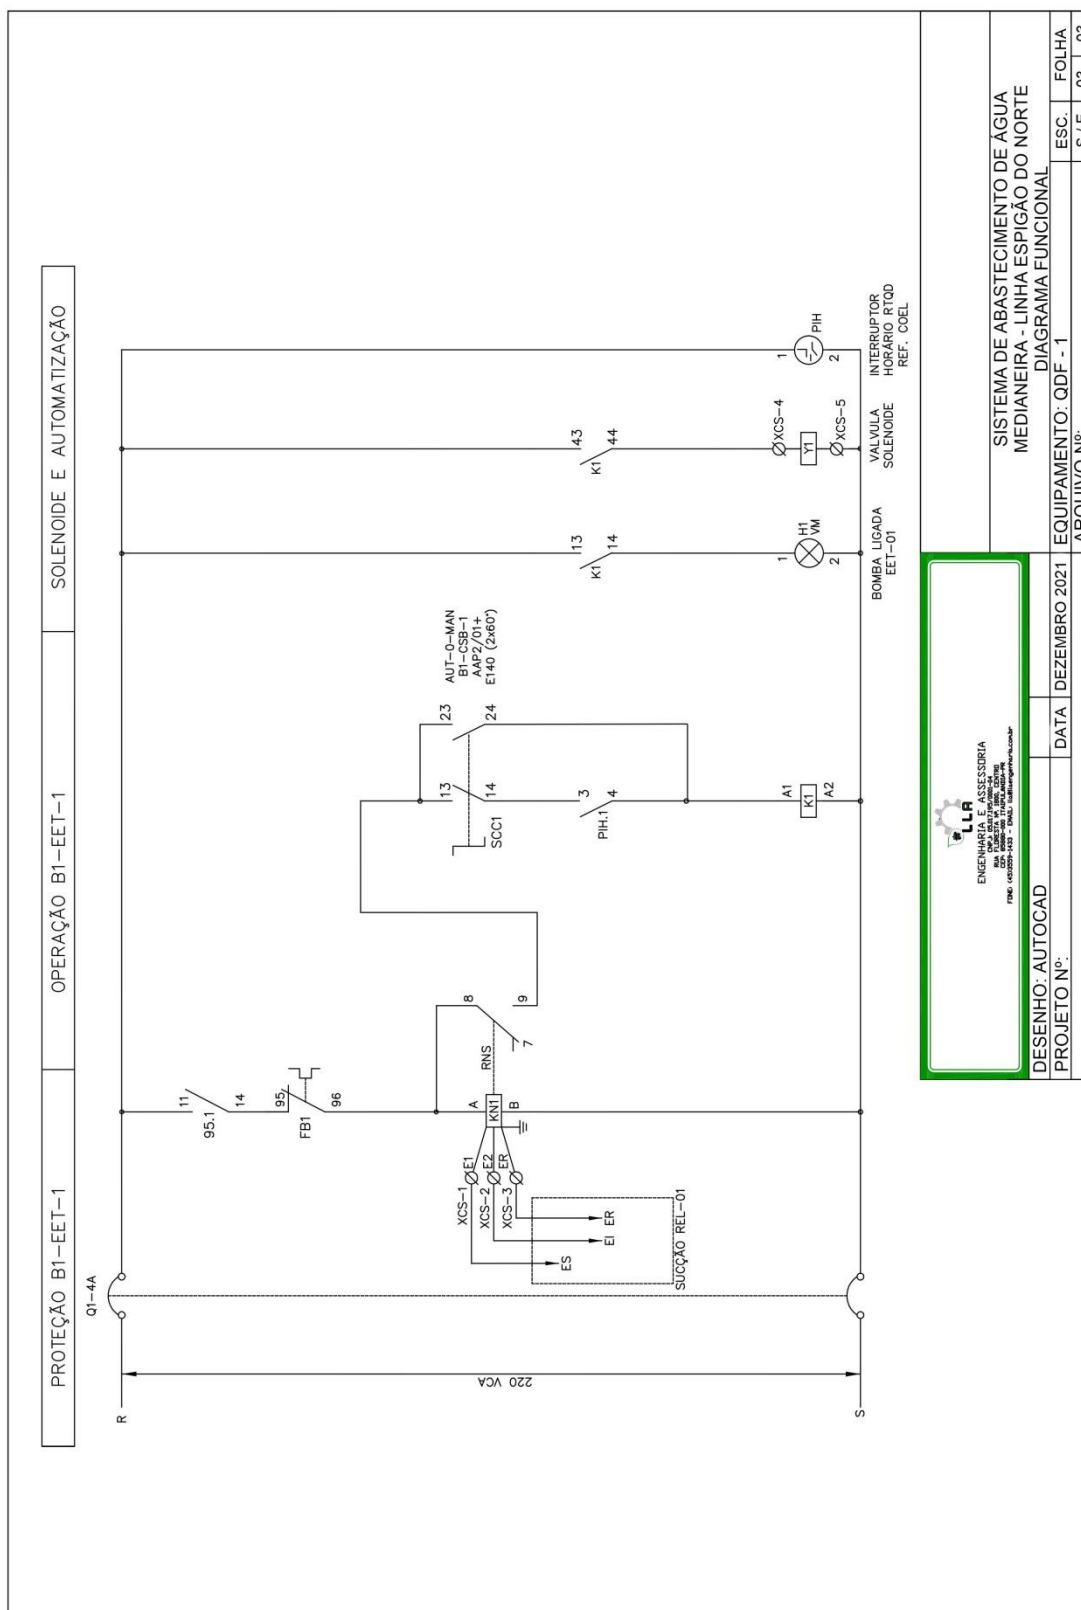 PROTEÇÃO B1-EET-1
OPERAÇÃO B1-EET-1
SOLENOIDE E AUTOMATIZAÇÃO
Q1-4A
R
S
220 VCA
11
95.1
14
95
FB1
96
A
KN1
B
XCS-1
E1
XCS-2
E2
XCS-3
ER
ES
EI
ER
SUCÇÃO REL-01
RNS
8
7
9
13
14
SCC1
23
24
AUT-0-MAN
B1-CSB-1
AAP2/01+
E140 (2x60°)
3
PIH.1
4
A1
K1
A2
13
K1
14
1
H1
VM
2
BOMBA LIGADA
EET-01
43
K1
44
XCS-4
Y1
XCS-5
VALVULA
SOLENOIDE
1
PIH
2
INTERRUPTOR
HORÁRIO RTQD
REF. COEL
LLA
ENGENHARIA E ASSESSORIA
DESENHO: AUTOCAD
PROJETO Nº:
DATA
DEZEMBRO 2021
SISTEMA DE ABASTECIMENTO DE ÁGUA
MEDIANEIRA - LINHA ESPIGÃO DO NORTE
DIAGRAMA FUNCIONAL
EQUIPAMENTO: QDF - 1
ESC.
FOLHA
ARQUIVO Nº:
S / E
03
03